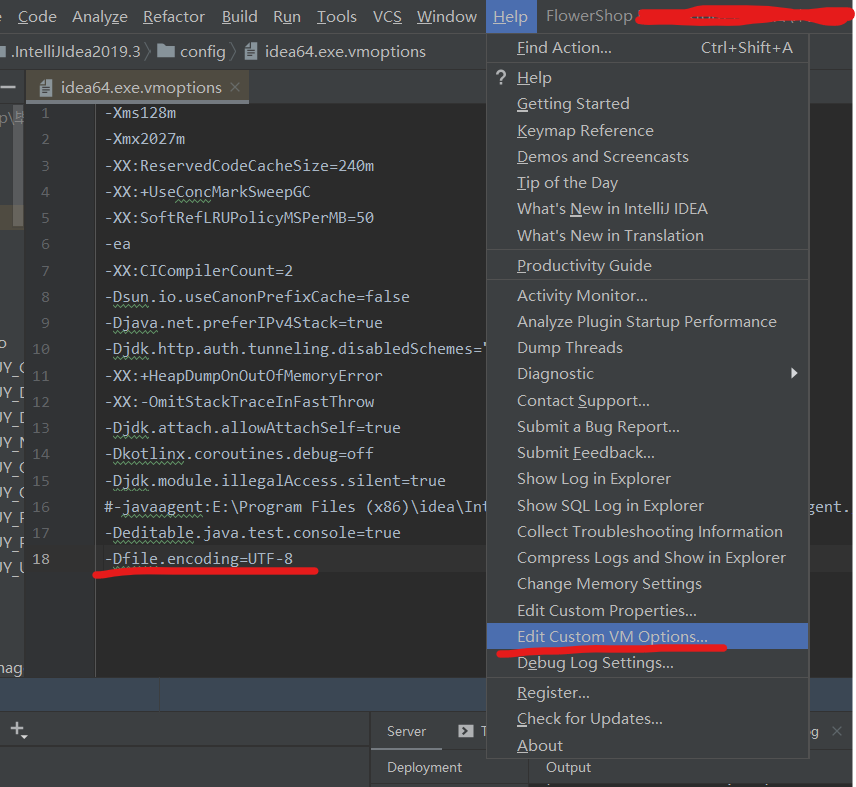 Code Analyze Refactor Build Run Tools VCS Window Help FlowerShop
.IntelliJIdea2019.3 config idea64.exe.vmoptions
idea64.exe.vmoptions
1 -Xms128m
2 -Xmx2027m
3 -XX:ReservedCodeCacheSize=240m
4 -XX:+UseConcMarkSweepGC
5 -XX:SoftRefLRUPolicyMSPerMB=50
6 -ea
7 -XX:CICompilerCount=2
8 -Dsun.io.useCanonPrefixCache=false
9 -Djava.net.preferIPv4Stack=true
10 -Djdk.http.auth.tunneling.disabledSchemes="
11 -XX:+HeapDumpOnOutOfMemoryError
12 -XX:-OmitStackTraceInFastThrow
13 -Djdk.attach.allowAttachSelf=true
14 -Dkotlinx.coroutines.debug=off
15 -Djdk.module.illegalAccess.silent=true
16 #-javaagent:E:\Program Files (x86)\idea\Int gent.
17 -Deditable.java.test.console=true
18 -Dfile.encoding=UTF-8
Find Action... Ctrl+Shift+A
? Help
Getting Started
Keymap Reference
Demos and Screencasts
Tip of the Day
What's New in IntelliJ IDEA
What's New in Translation
Productivity Guide
Activity Monitor...
Analyze Plugin Startup Performance
Dump Threads
Diagnostic
Contact Support...
Submit a Bug Report...
Submit Feedback...
Show Log in Explorer
Show SQL Log in Explorer
Collect Troubleshooting Information
Compress Logs and Show in Explorer
Change Memory Settings
Edit Custom Properties...
Edit Custom VM Options...
Debug Log Settings...
Register...
Check for Updates...
About
Server
Deployment Output